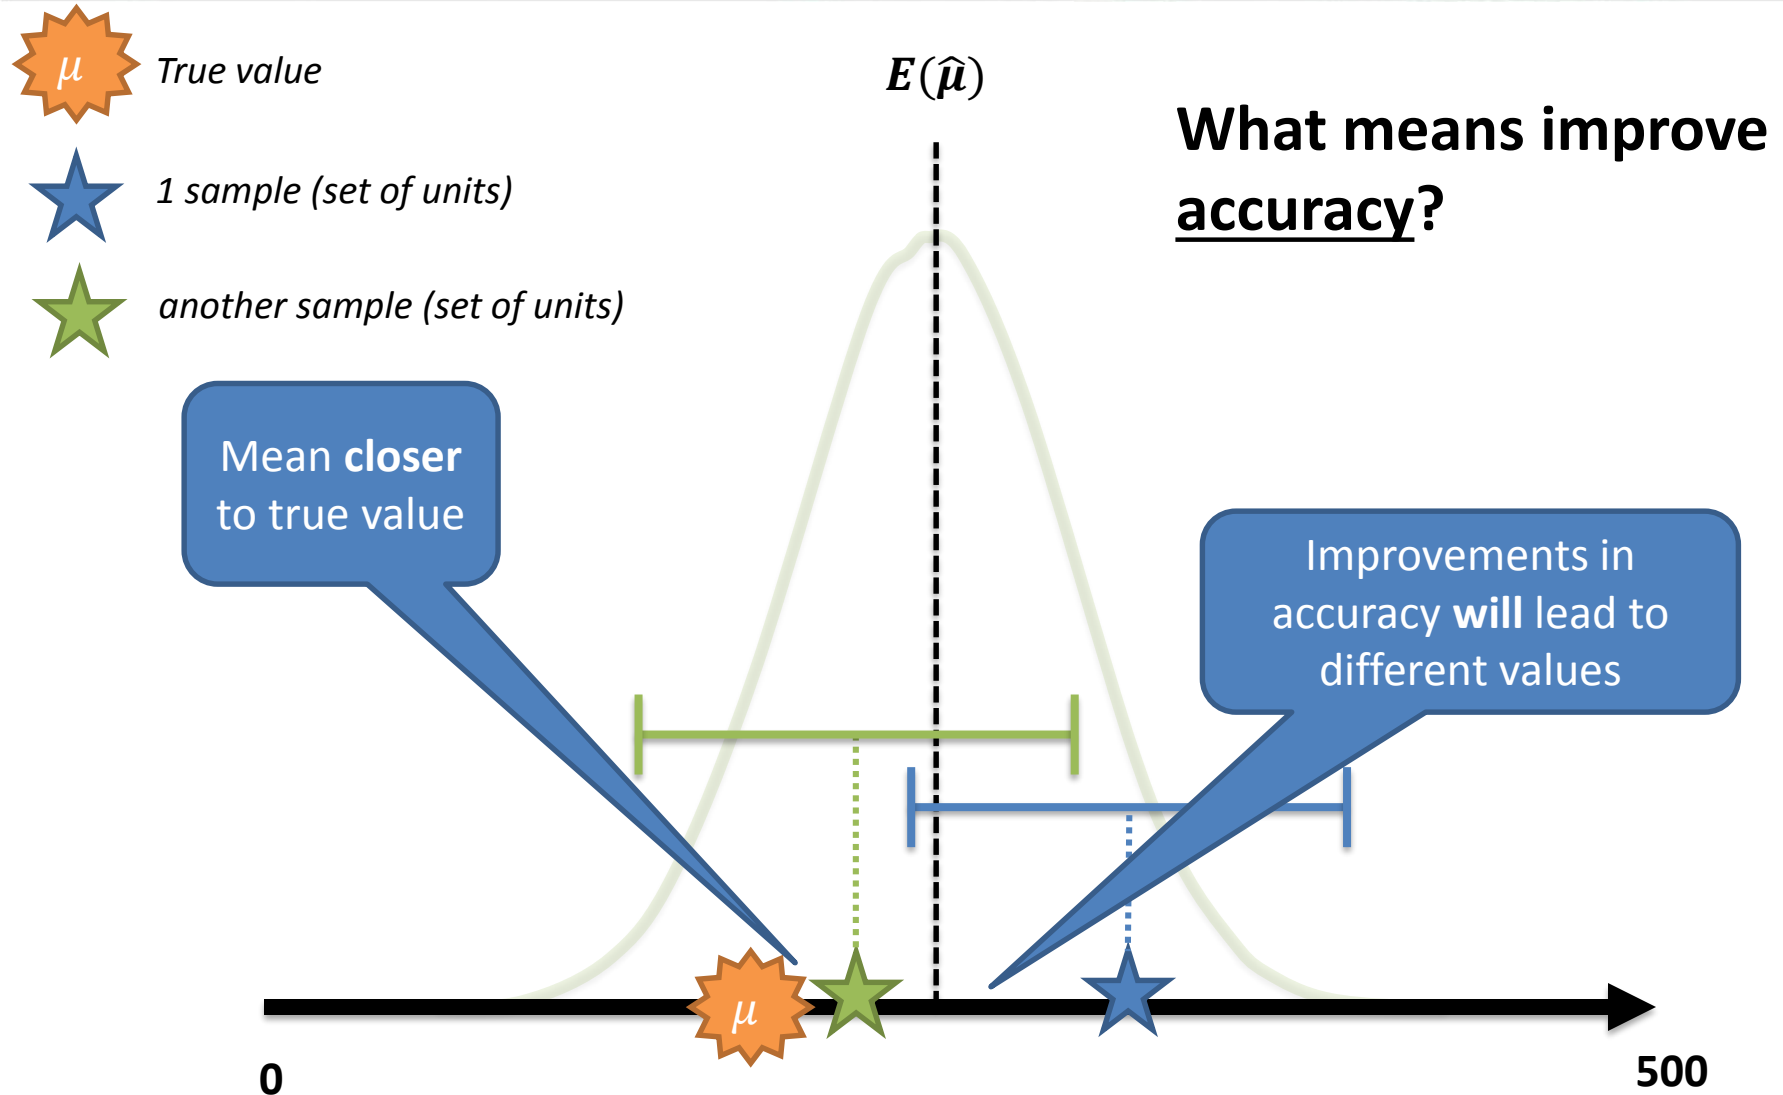 μ
True value
1 sample (set of units)
another sample (set of units)
E(μ̂)
What means improve
accuracy?
Mean closer
to true value
Improvements in
accuracy will lead to
different values
μ
0
500